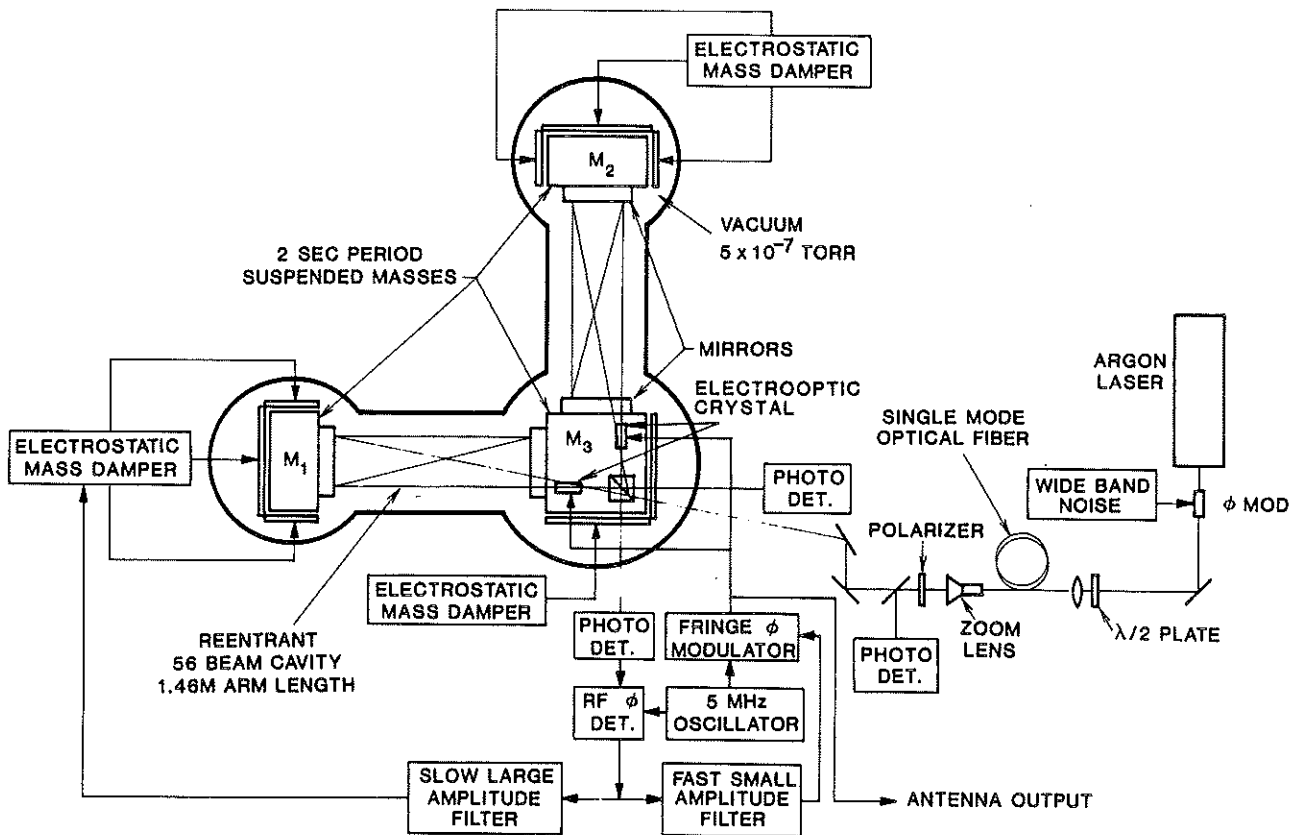 ELECTROSTATIC
MASS DAMPER
M2
VACUUM
5 x 10⁻⁷ TORR
2 SEC PERIOD
SUSPENDED MASSES
MIRRORS
ELECTROOPTIC
CRYSTAL
ARGON
LASER
SINGLE MODE
OPTICAL FIBER
ELECTROSTATIC
MASS DAMPER
M1
M3
PHOTO
DET.
WIDE BAND
NOISE
φ MOD
POLARIZER
ELECTROSTATIC
MASS DAMPER
REENTRANT
56 BEAM CAVITY
1.46M ARM LENGTH
PHOTO
DET.
FRINGE φ
MODULATOR
ZOOM
LENS
λ/2 PLATE
PHOTO
DET.
RF φ
DET.
5 MHz
OSCILLATOR
SLOW LARGE
AMPLITUDE
FILTER
FAST SMALL
AMPLITUDE
FILTER
ANTENNA OUTPUT